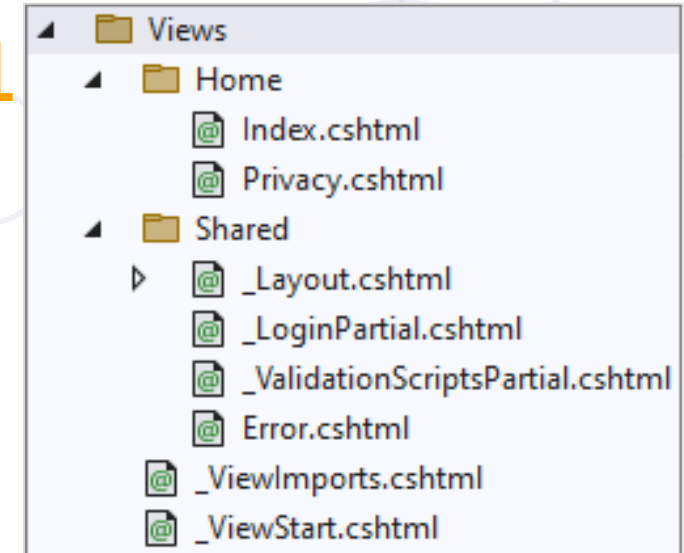 Views
Home
Index.cshtml
Privacy.cshtml
Shared
_Layout.cshtml
_LoginPartial.cshtml
_ValidationScriptsPartial.cshtml
Error.cshtml
_ViewImports.cshtml
_ViewStart.cshtml